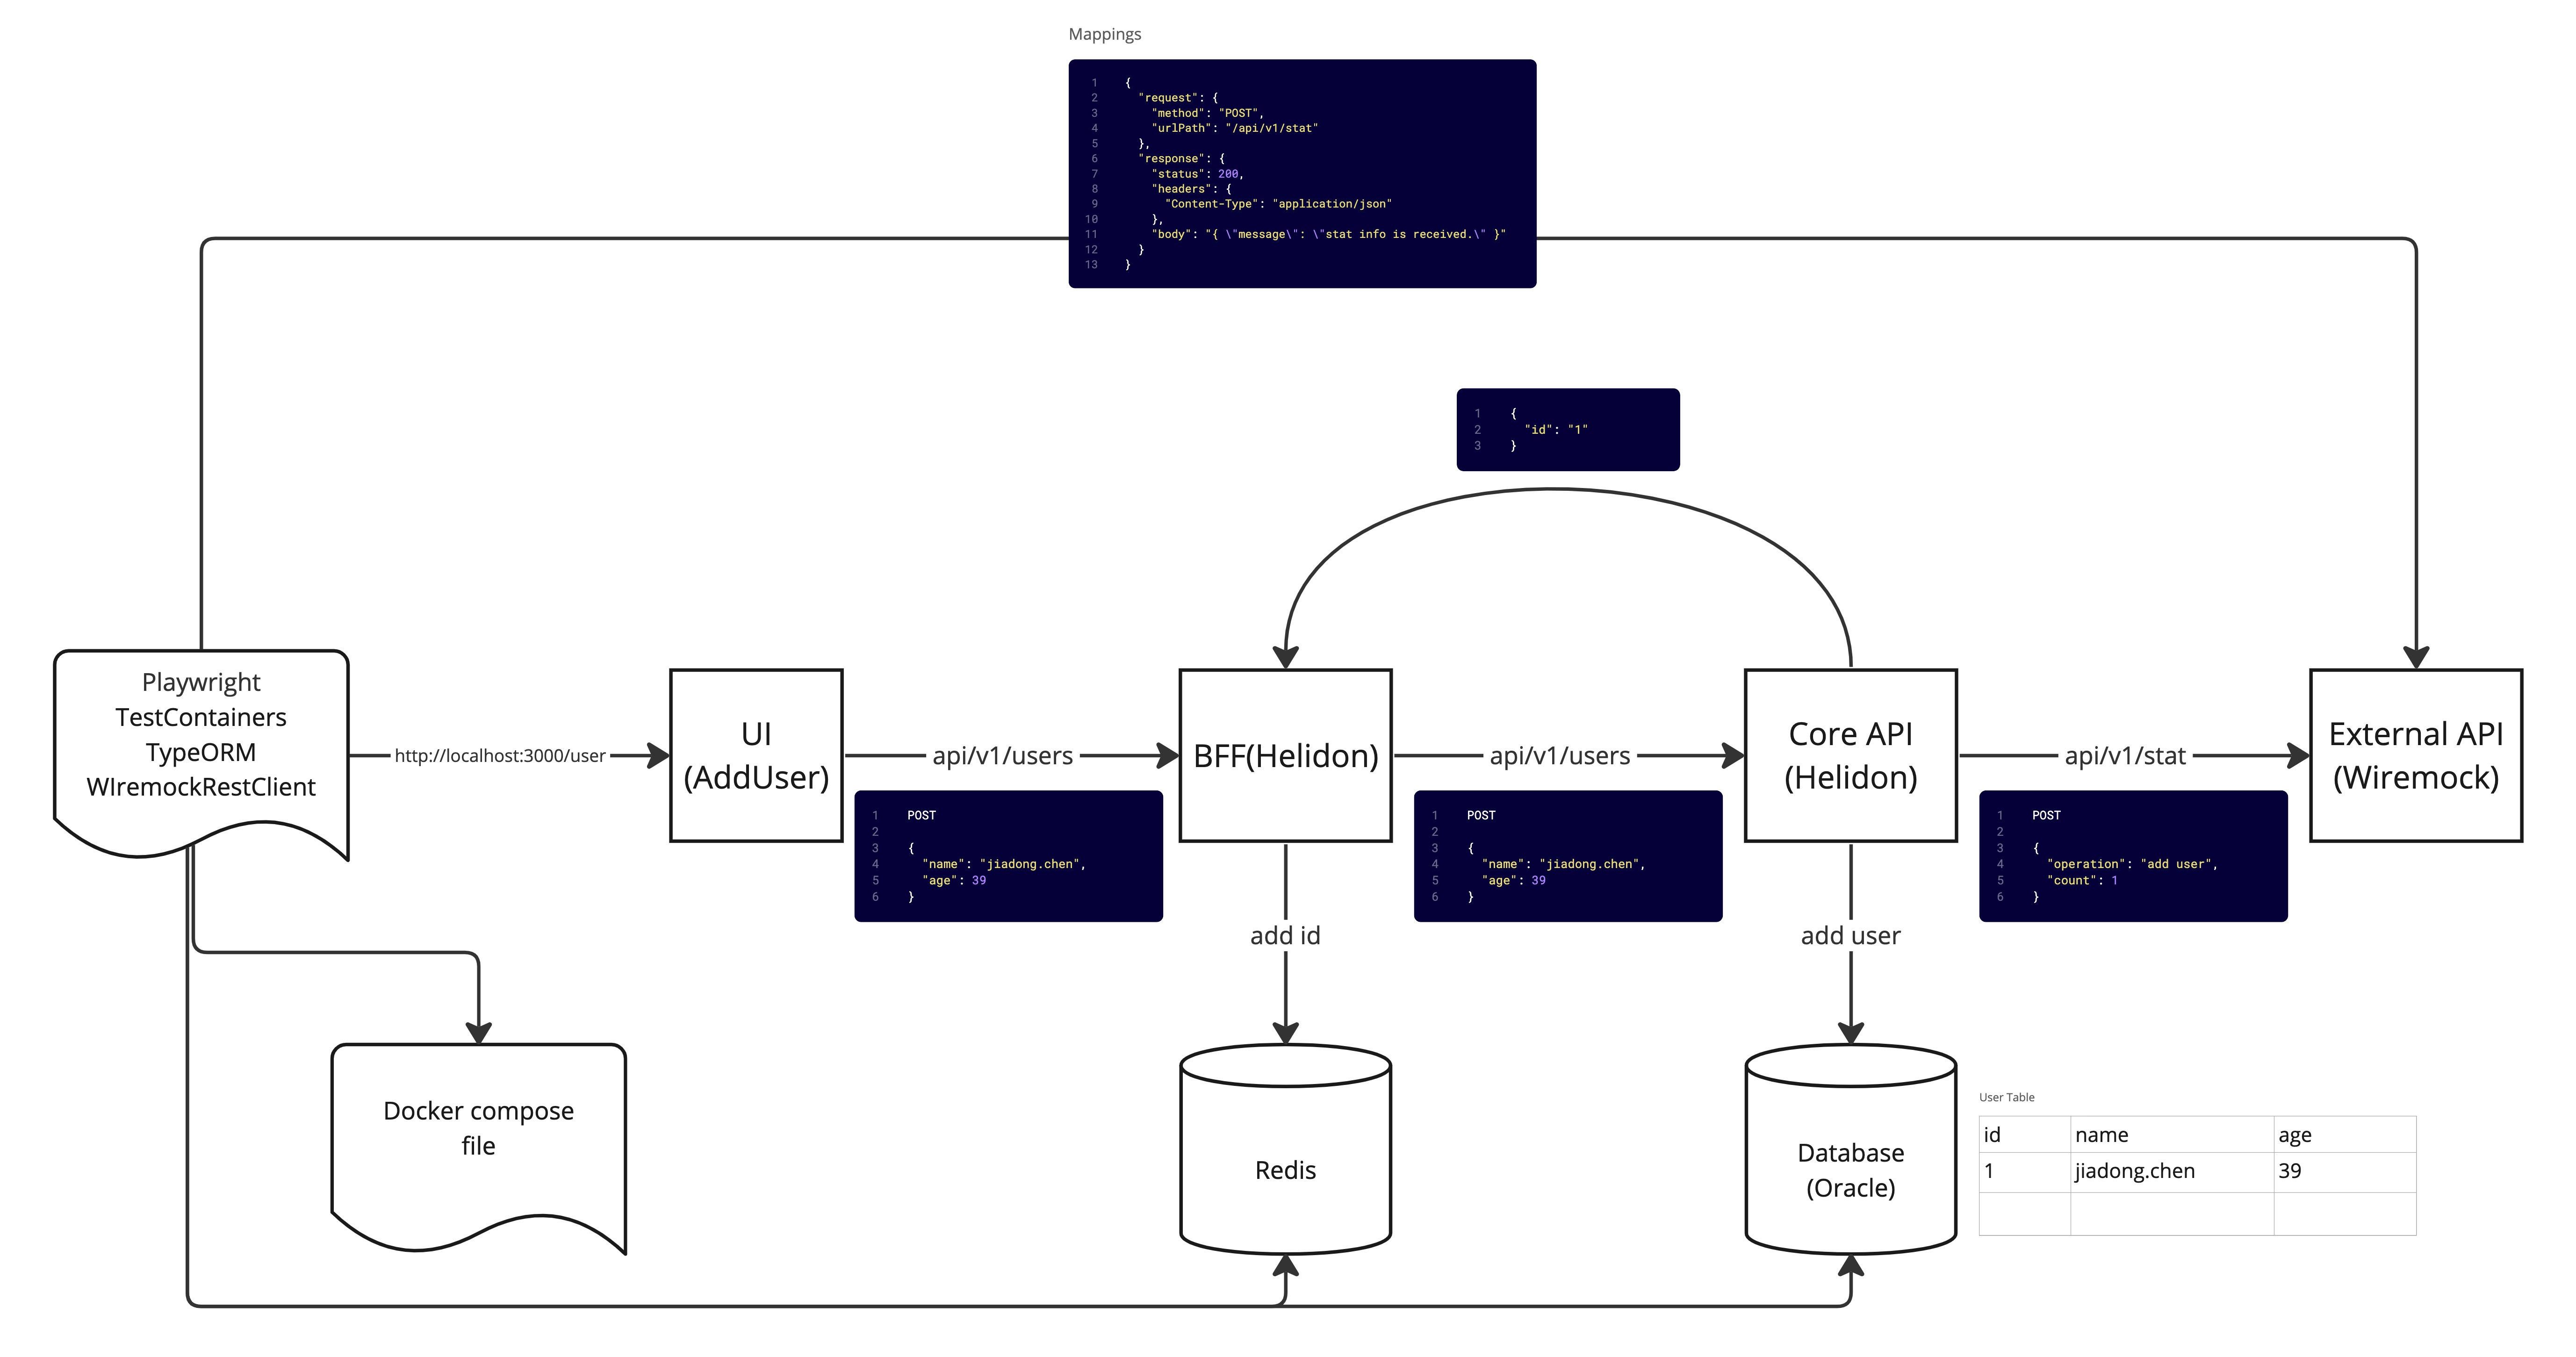 Mappings
1 {
2 "request": {
3 "method": "POST",
4 "urlPath": "/api/v1/stat"
5 },
6 "response": {
7 "status": 200,
8 "headers": {
9 "Content-Type": "application/json"
10 },
11 "body": "{ \"message\": \"stat info is received.\" }"
12 }
13 }
1 {
2 "id": "1"
3 }
Playwright
TestContainers
TypeORM
WIremockRestClient
http://localhost:3000/user
UI
(AddUser)
api/v1/users
1 POST
2
3 {
4 "name": "jiadong.chen",
5 "age": 39
6 }
BFF(Helidon)
api/v1/users
1 POST
2
3 {
4 "name": "jiadong.chen",
5 "age": 39
6 }
Core API
(Helidon)
api/v1/stat
1 POST
2
3 {
4 "operation": "add user",
5 "count": 1
6 }
External API
(Wiremock)
add id
add user
Docker compose
file
Redis
Database
(Oracle)
User Table
id name age
1 jiadong.chen 39